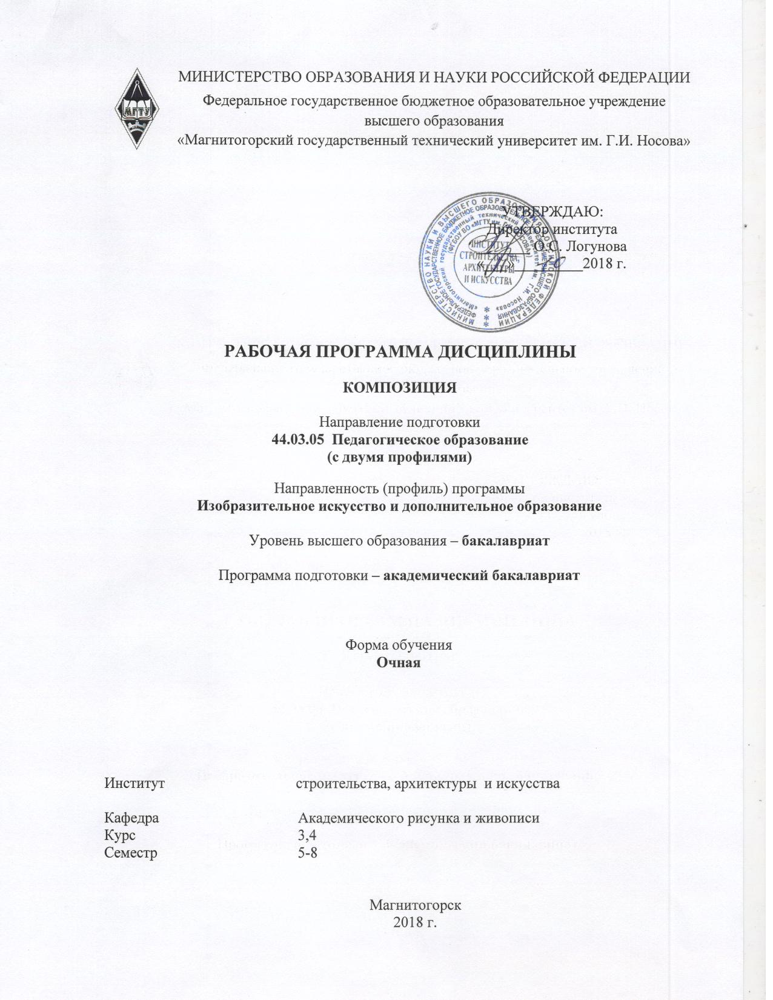 МИНИСТЕРСТВО ОБРАЗОВАНИЯ И НАУКИ РОССИЙСКОЙ ФЕДЕРАЦИИ
Федеральное государственное бюджетное образовательное учреждение
высшего образования
«Магнитогорский государственный технический университет им. Г.И. Носова»
МГТУ
УТВЕРЖДАЮ:
Директор института
О.С. Логунова
2018 г.
ИНСТИТУТ
СТРОИТЕЛЬСТВА,
АРХИТЕКТУРЫ
И ИСКУССТВА
РАБОЧАЯ ПРОГРАММА ДИСЦИПЛИНЫ
КОМПОЗИЦИЯ
Направление подготовки
44.03.05 Педагогическое образование
(с двумя профилями)
Направленность (профиль) программы
Изобразительное искусство и дополнительное образование
Уровень высшего образования – бакалавриат
Программа подготовки – академический бакалавриат
Форма обучения
Очная
Институт строительства, архитектуры и искусства
Кафедра Академического рисунка и живописи
Курс 3,4
Семестр 5-8
Магнитогорск
2018 г.